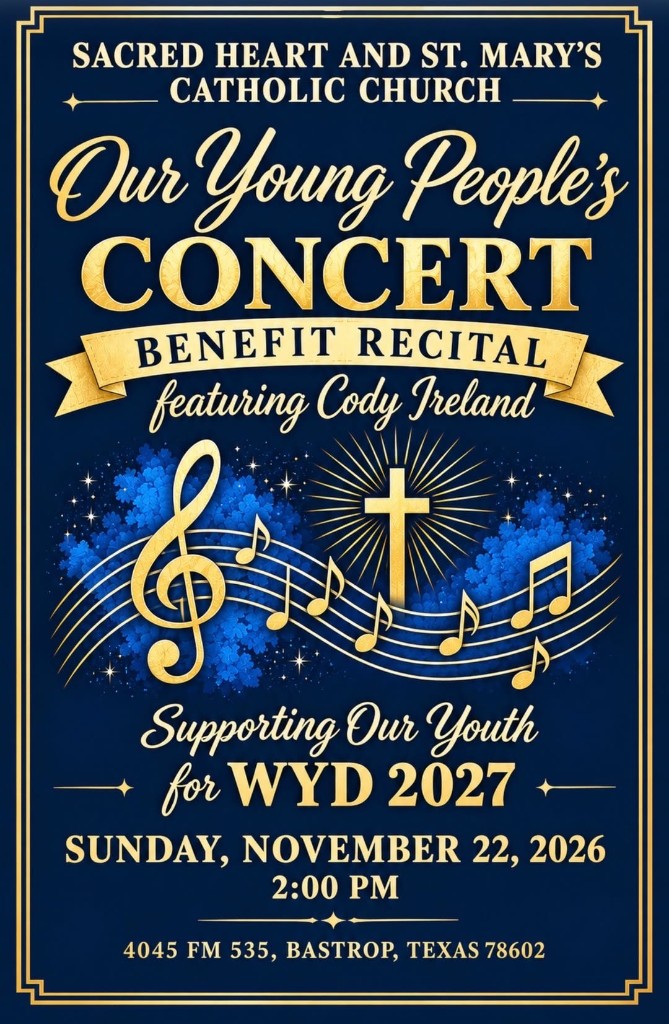 SACRED HEART AND ST. MARY'S
CATHOLIC CHURCH
Our Young People's
CONCERT
BENEFIT RECITAL
featuring Cody Ireland
Supporting Our Youth
for WYD 2027
SUNDAY, NOVEMBER 22, 2026
2:00 PM
4045 FM 535, BASTROP, TEXAS 78602